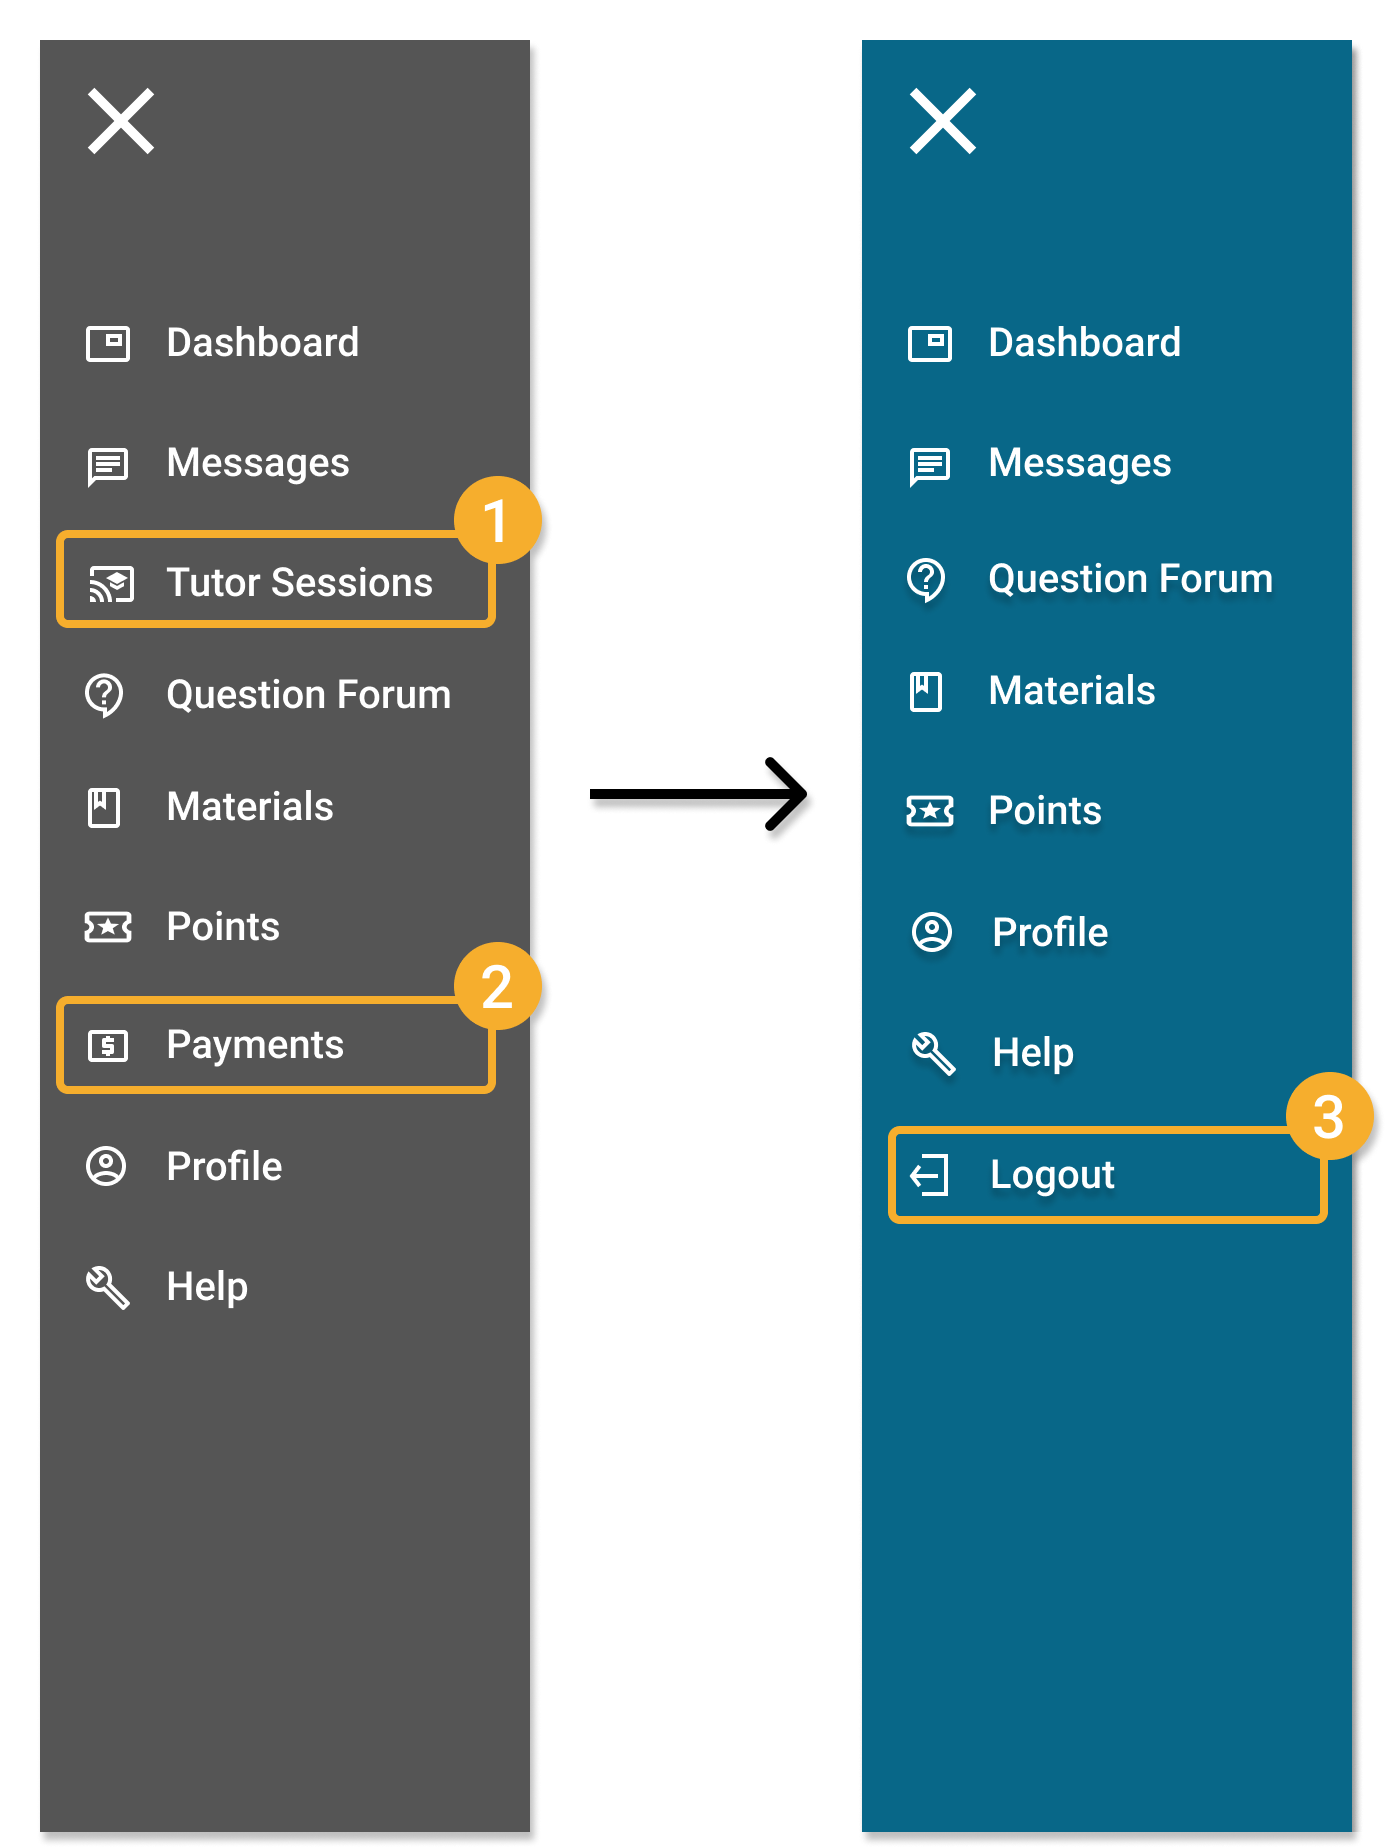 Dashboard
Messages
1
Tutor Sessions
Question Forum
Materials
Points
2
Payments
Profile
Help
Dashboard
Messages
Question Forum
Materials
Points
Profile
Help
3
Logout